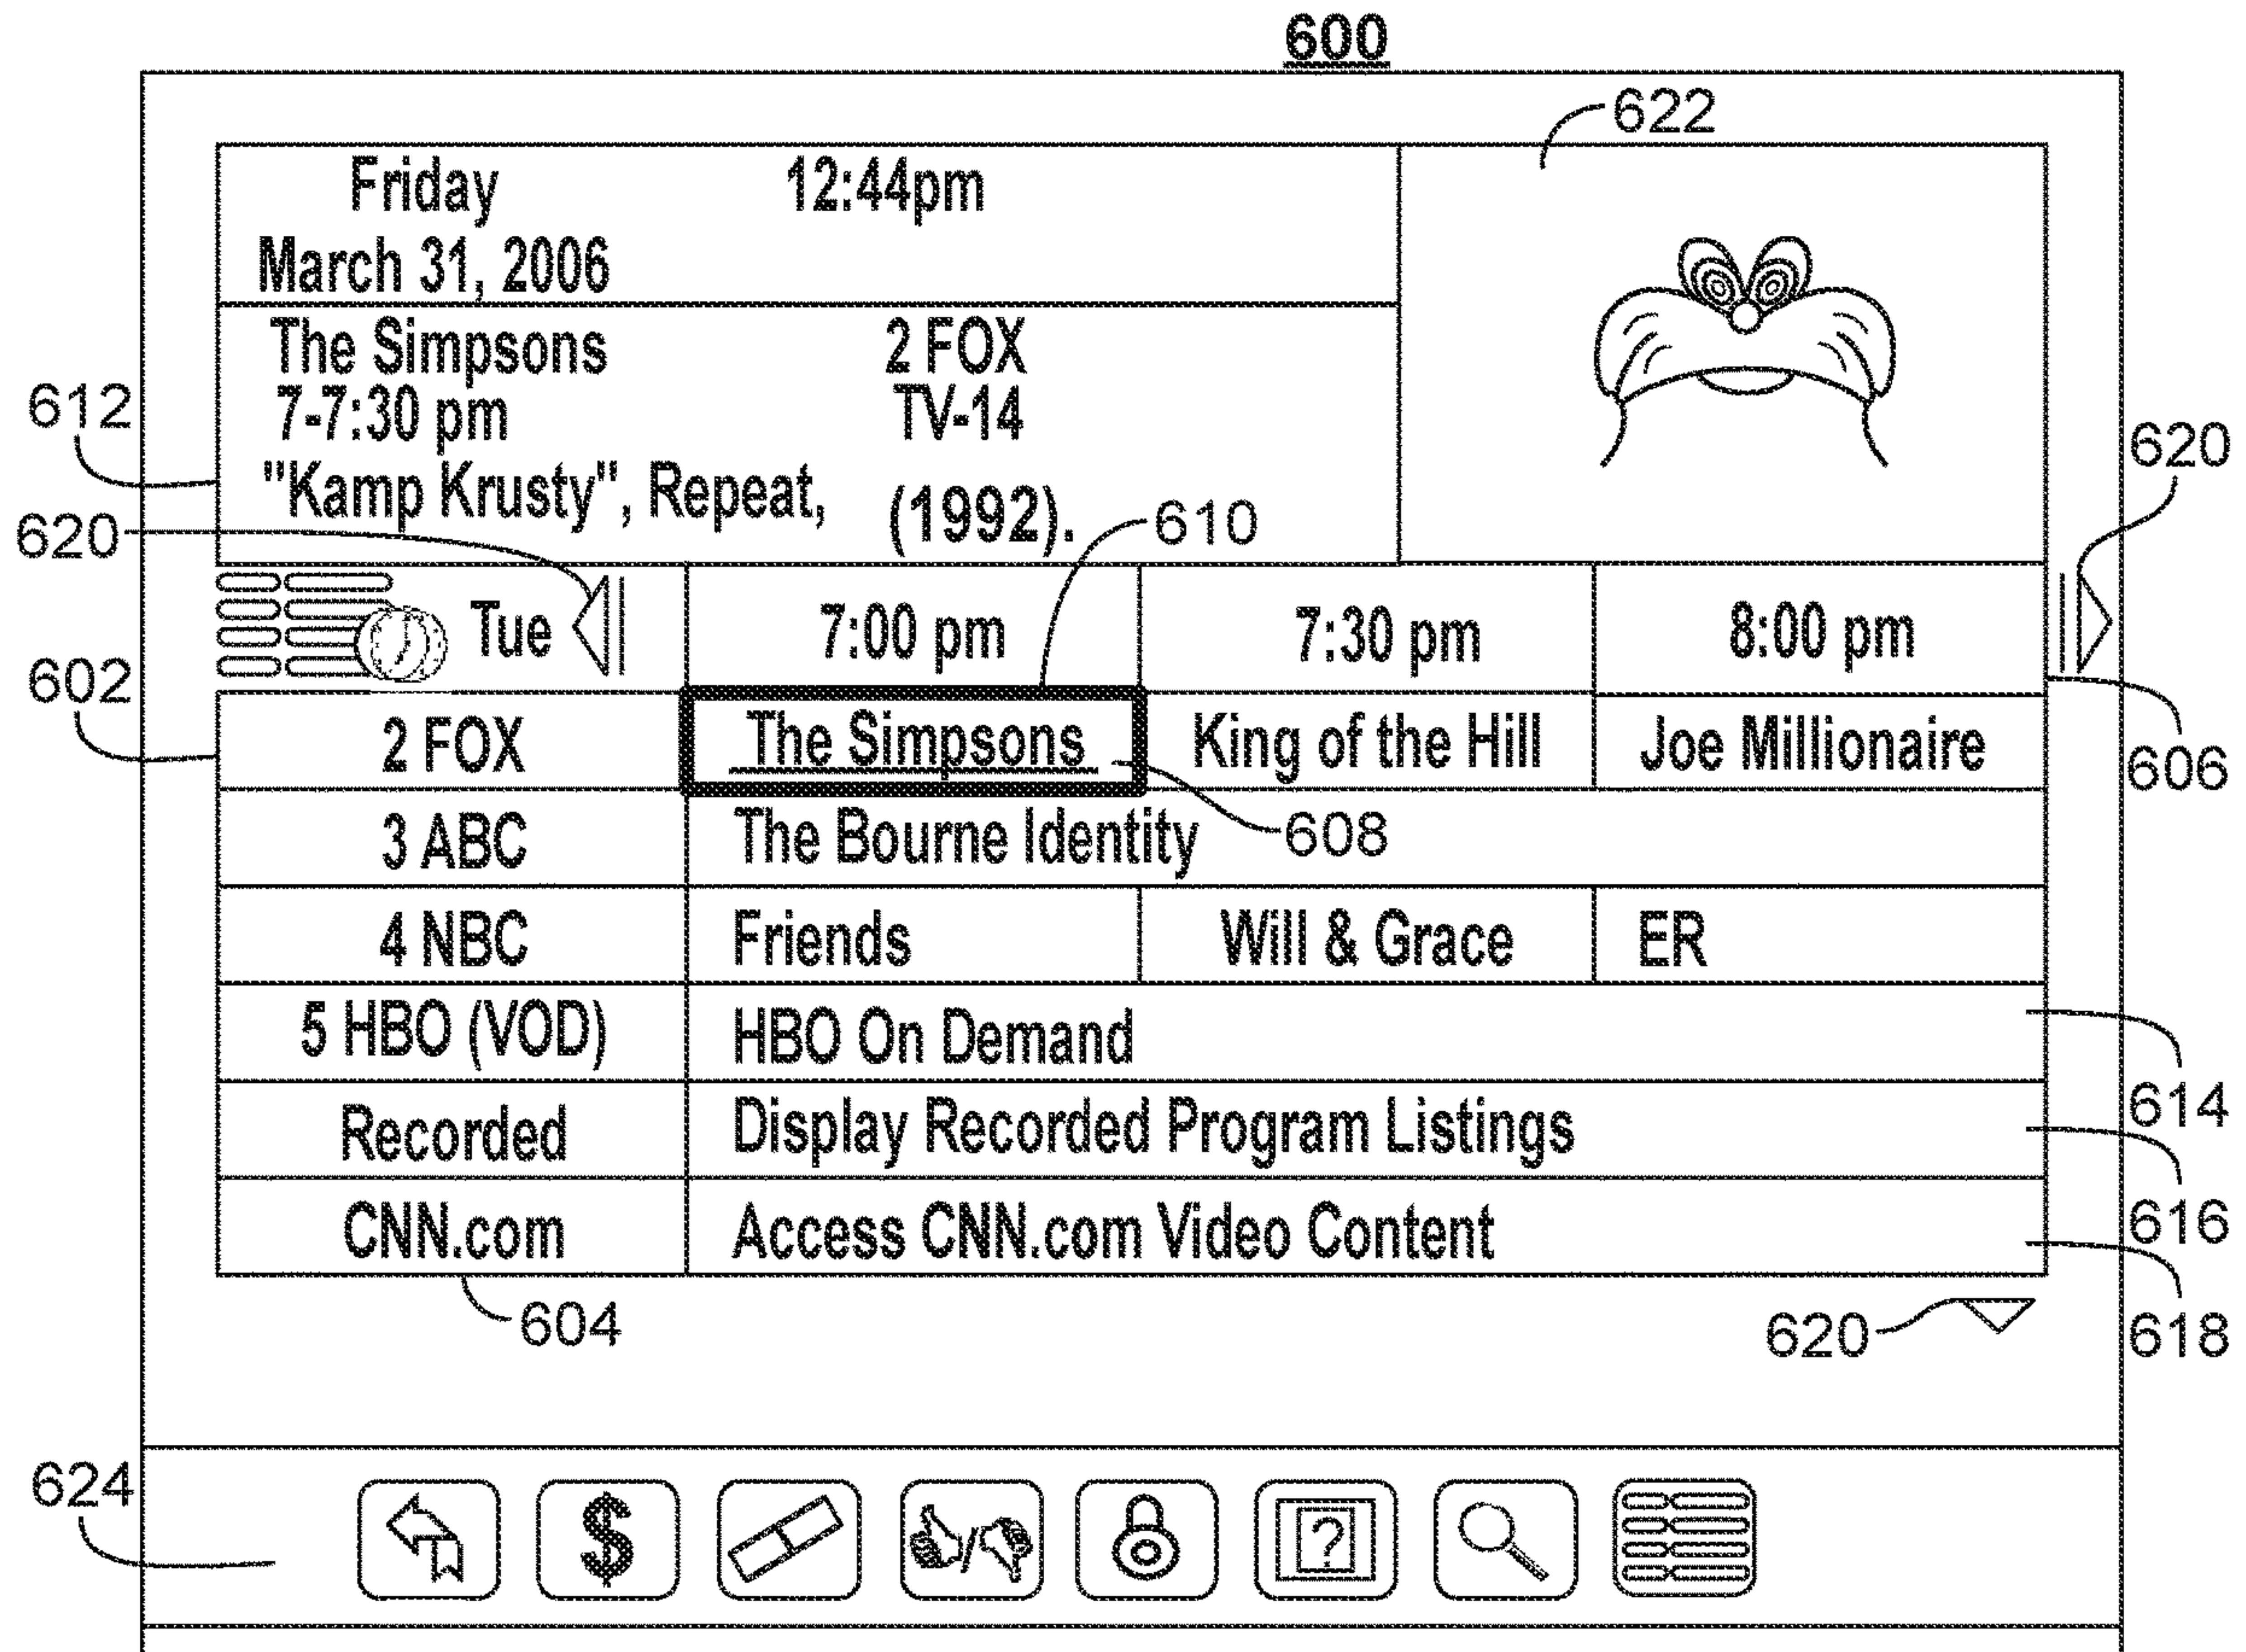 600
622
Friday 12:44pm
March 31, 2006
The Simpsons 2 FOX
612 7-7:30 pm TV-14
620
"Kamp Krusty", Repeat, (1992).
620 610
Tue 7:00 pm 7:30 pm 8:00 pm
602
2 FOX The Simpsons King of the Hill Joe Millionaire
606
3 ABC The Bourne Identity 608
4 NBC Friends Will & Grace ER
5 HBO (VOD) HBO On Demand
614
Recorded Display Recorded Program Listings
616
CNN.com Access CNN.com Video Content
604 620 618
624
$ / ?